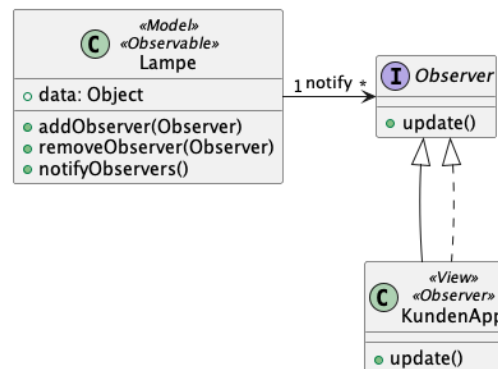 «Model»
«Observable»
C Lampe
data: Object
addObserver(Observer)
removeObserver(Observer)
notifyObservers()
1 notify *
I Observer
update()
«View»
«Observer»
C KundenApp
update()